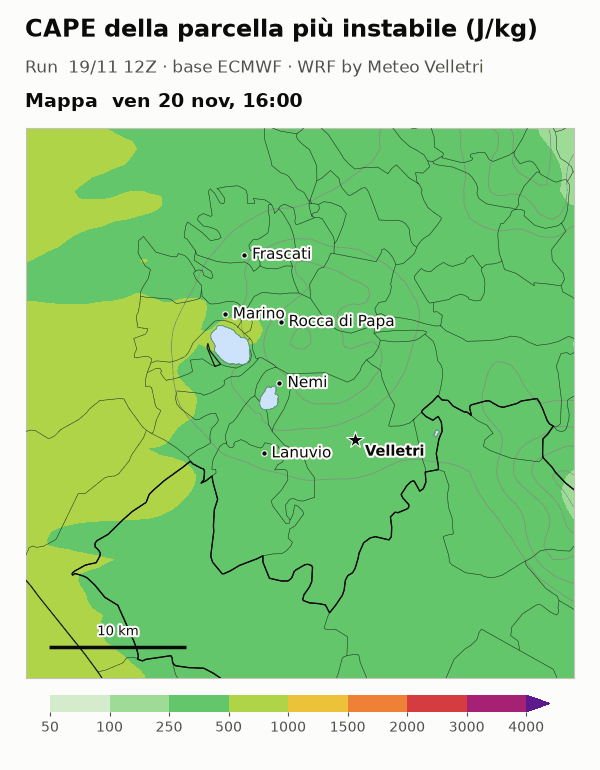 CAPE della parcella più instabile (J/kg)
Run  19/11 12Z · base ECMWF · WRF by Meteo Velletri
Mappa  ven 20 nov, 16:00
Frascati
Marino
Rocca di Papa
Nemi
Velletri
Lanuvio
10 km
50 100 250 500 1000 1500 2000 3000 4000